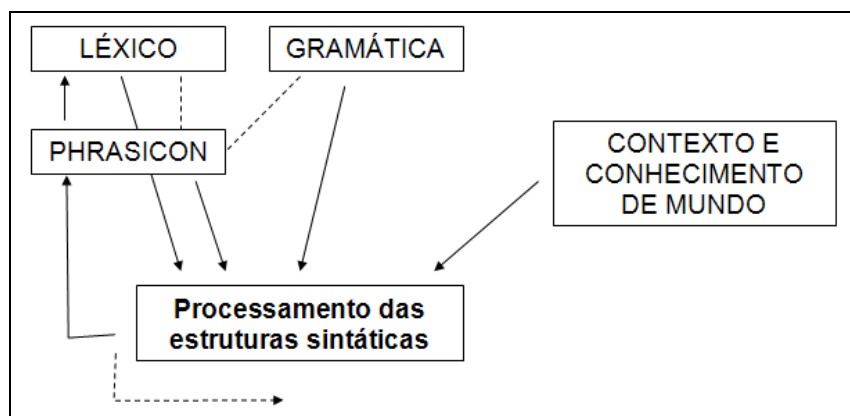 LÉXICO
GRAMÁTICA
PHRASICON
CONTEXTO E
CONHECIMENTO
DE MUNDO
Processamento das
estruturas sintáticas